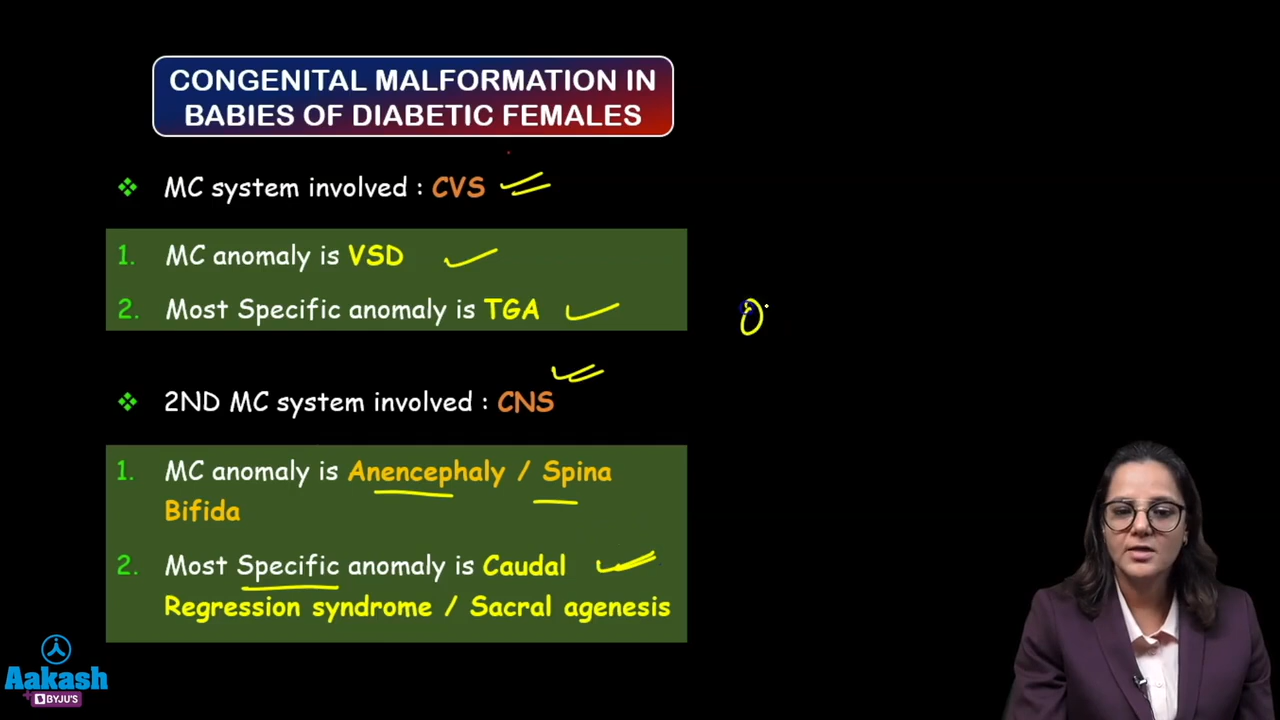 CONGENITAL MALFORMATION IN
BABIES OF DIABETIC FEMALES
❖ MC system involved : CVS
1. MC anomaly is VSD
2. Most Specific anomaly is TGA
❖ 2ND MC system involved : CNS
1. MC anomaly is Anencephaly / Spina
Bifida
2. Most Specific anomaly is Caudal
Regression syndrome / Sacral agenesis
Aakash
BYJU'S